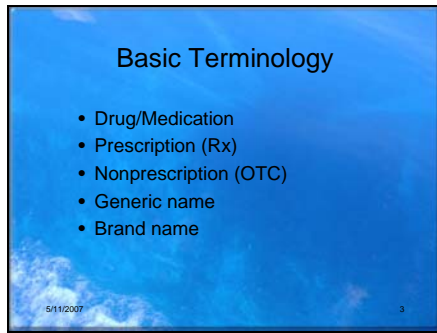 Basic Terminology
• Drug/Medication
• Prescription (Rx)
• Nonprescription (OTC)
• Generic name
• Brand name
5/11/2007
3